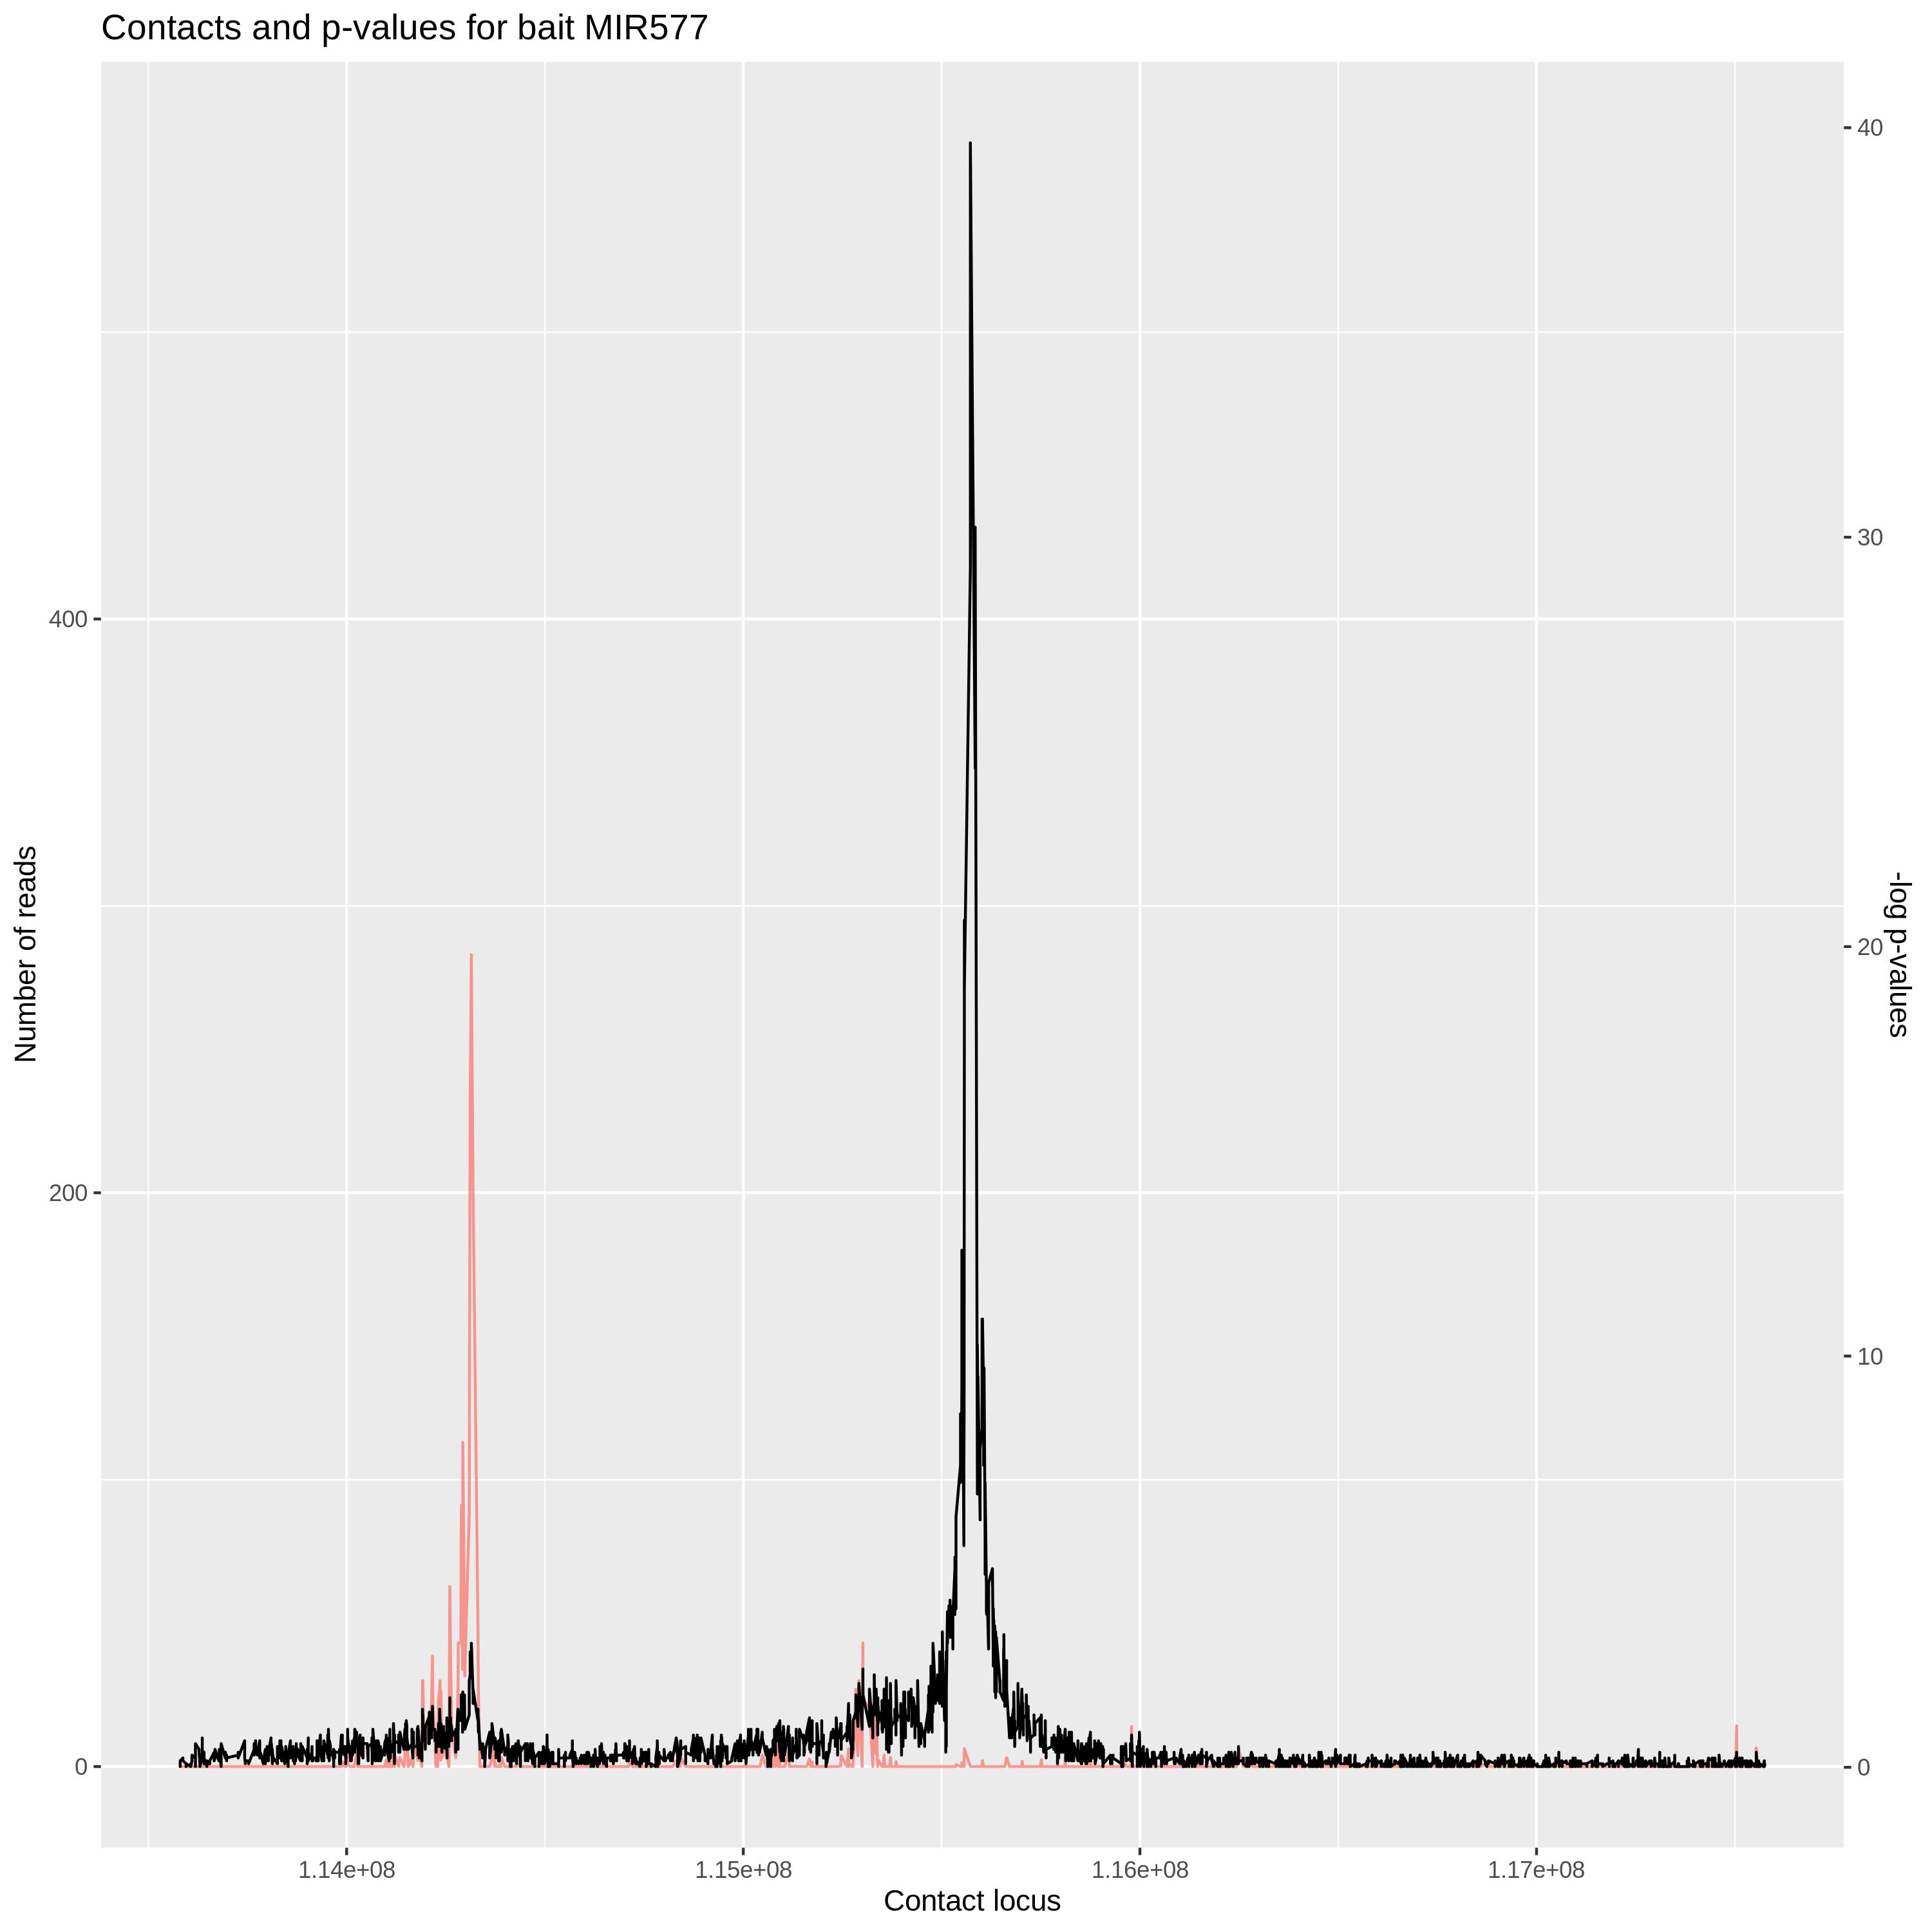 Contacts and p-values for bait MIR577
40
30
400
Number of reads
-log p-values
20
200
10
0
0
1.14e+08
1.15e+08
1.16e+08
1.17e+08
Contact locus